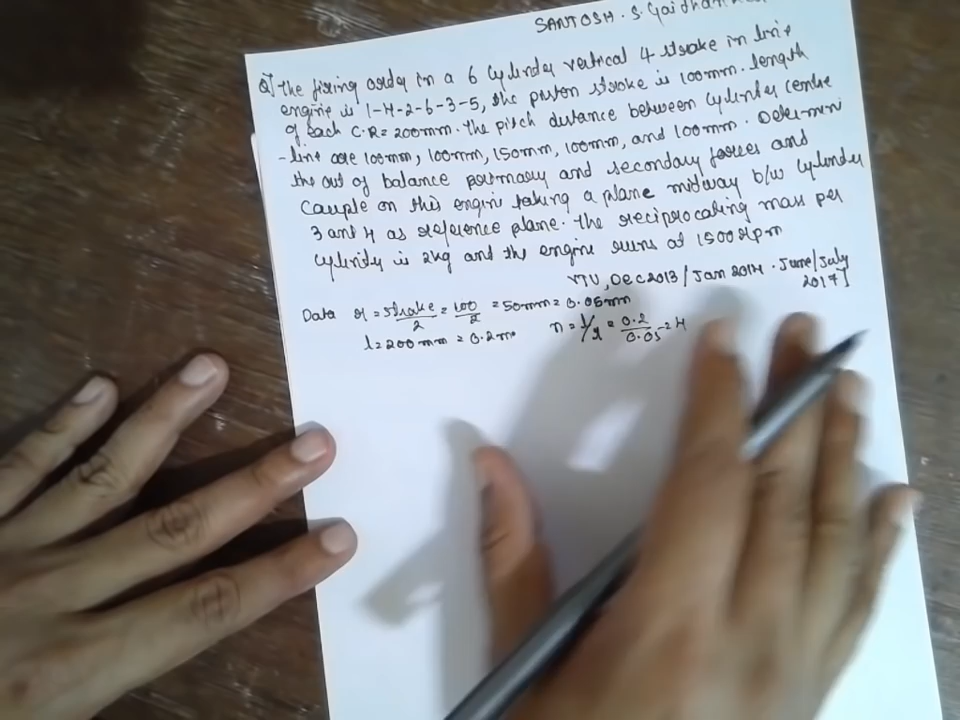 SANTOSH. S.
Q] The firing order in a 6 cylinder vertical 4 stroke in line
engine is 1-4-2-6-3-5, the piston stroke is 100mm. length
of each C.R = 200mm. The pitch distance between cylinder centre
-line are 100mm, 100mm, 150mm, 100mm, and 100mm. Determine
the out of balance primary and secondary forces and
Couple on this engine taking a plane midway b/w cylinder
3 and 4 as reference plane. The reciprocating mass per
cylinder is 2kg and the engine runs at 1500 rpm
VTU, Dec 2013/Jan 2014. June/July
2017]
Data r = stroke/2 = 100/2 = 50mm = 0.05mm
l = 200mm = 0.2m n = l/r = 0.2/0.05 = 4